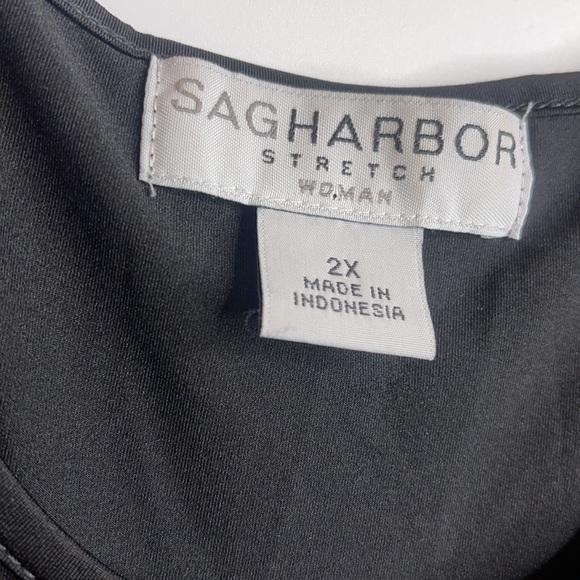 SAGHARBOR
STRETCH
WOMAN
2X
MADE IN
INDONESIA